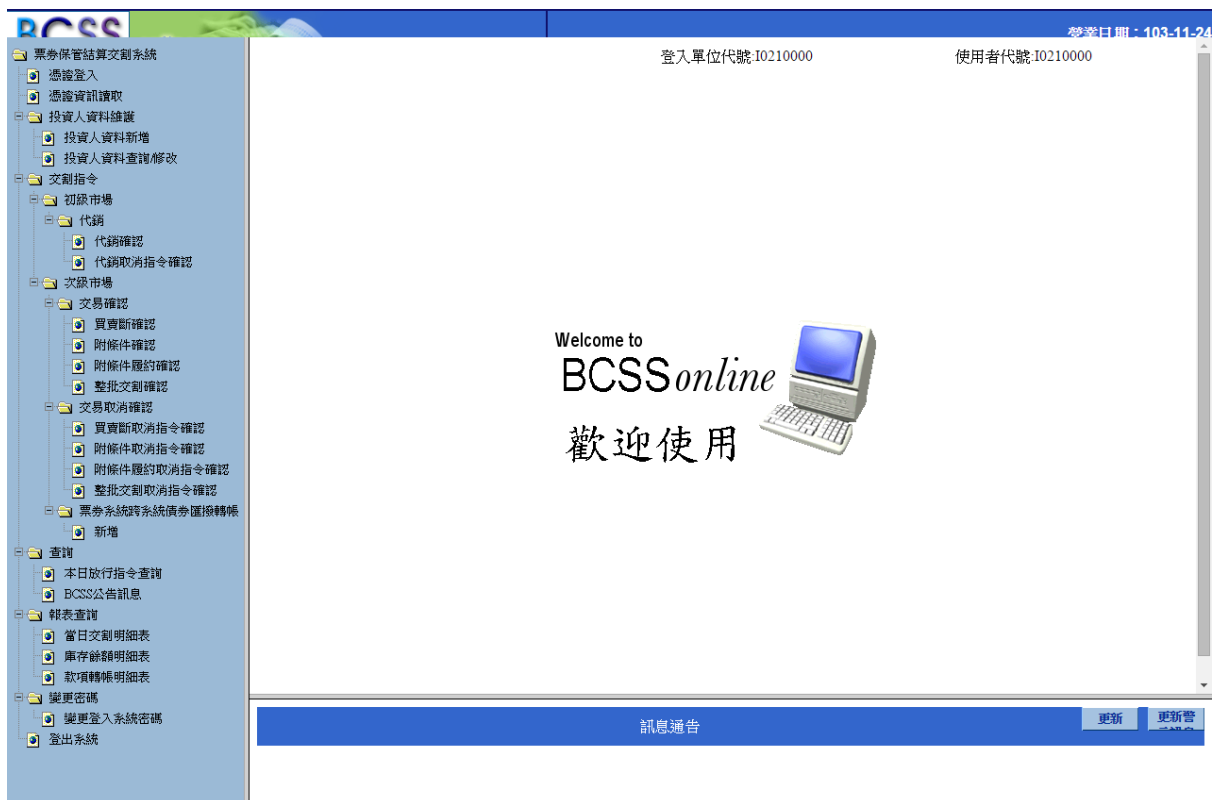 BCSS
營業日期：103-11-24
登入單位代號:I0210000 使用者代號:I0210000
票券保管結算交割系統
憑證登入
憑證資訊讀取
投資人資料維護
投資人資料新增
投資人資料查詢/修改
交割指令
初級市場
代銷
代銷確認
代銷取消指令確認
次級市場
交易確認
買賣斷確認
附條件確認
附條件履約確認
整批交割確認
交易取消確認
買賣斷取消指令確認
附條件取消指令確認
附條件履約取消指令確認
整批交割取消指令確認
票券系統跨系統債券匯撥轉帳
新增
查詢
本日放行指令查詢
BCSS公告訊息
報表查詢
當日交割明細表
庫存餘額明細表
款項轉帳明細表
變更密碼
變更登入系統密碼
登出系統
Welcome to
BCSS online
歡迎使用
訊息通告
更新
更新警